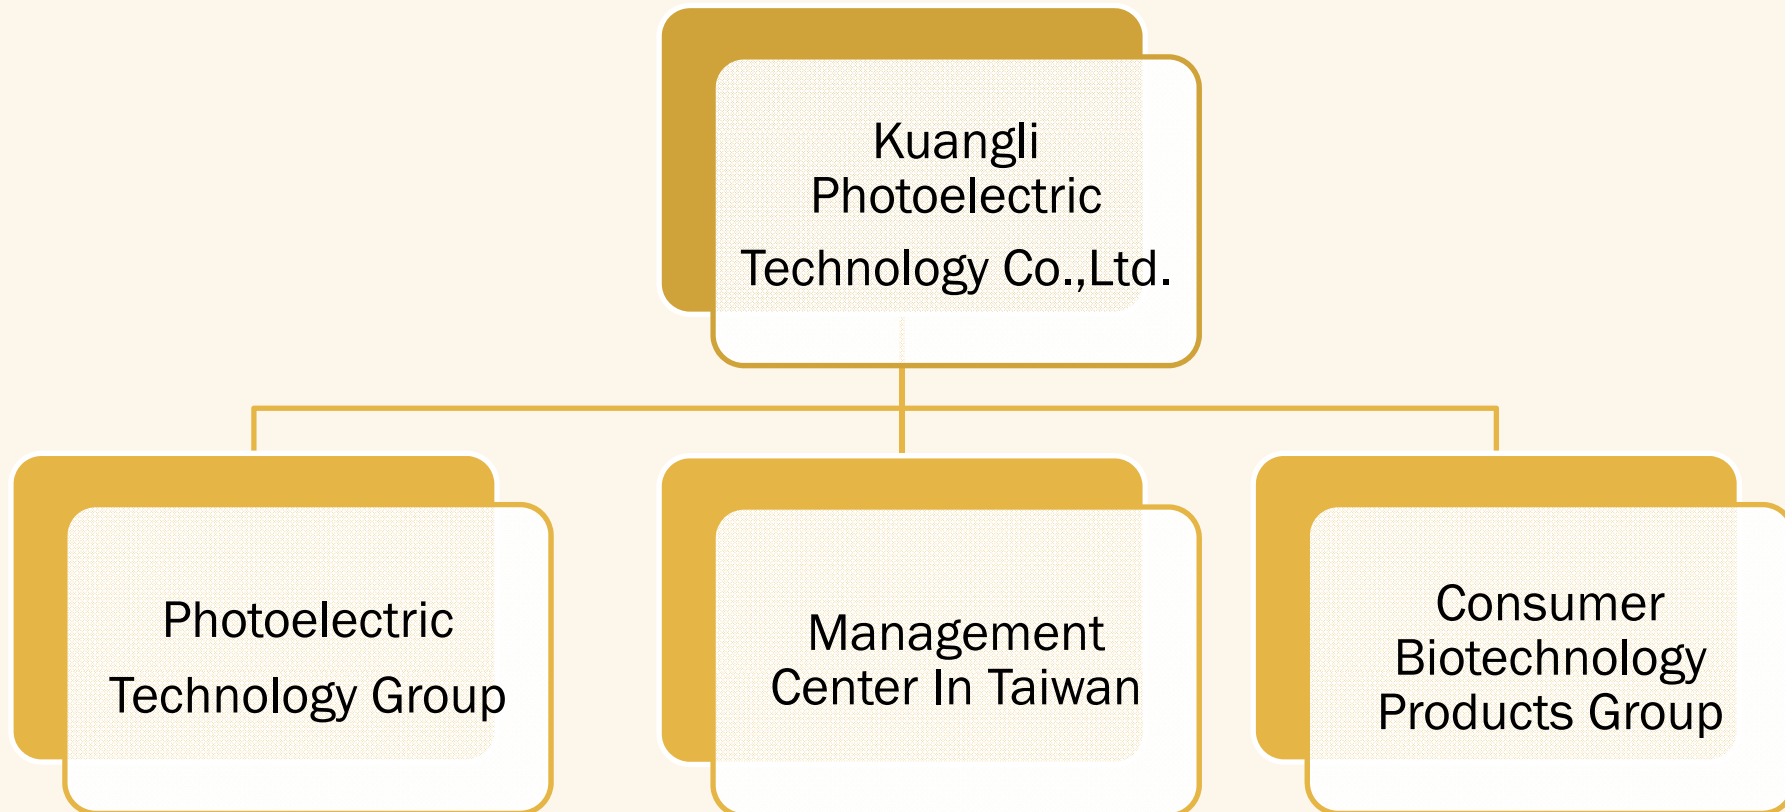 Kuangli
Photoelectric
Technology Co.,Ltd.
Photoelectric
Technology Group
Management
Center In Taiwan
Consumer
Biotechnology
Products Group